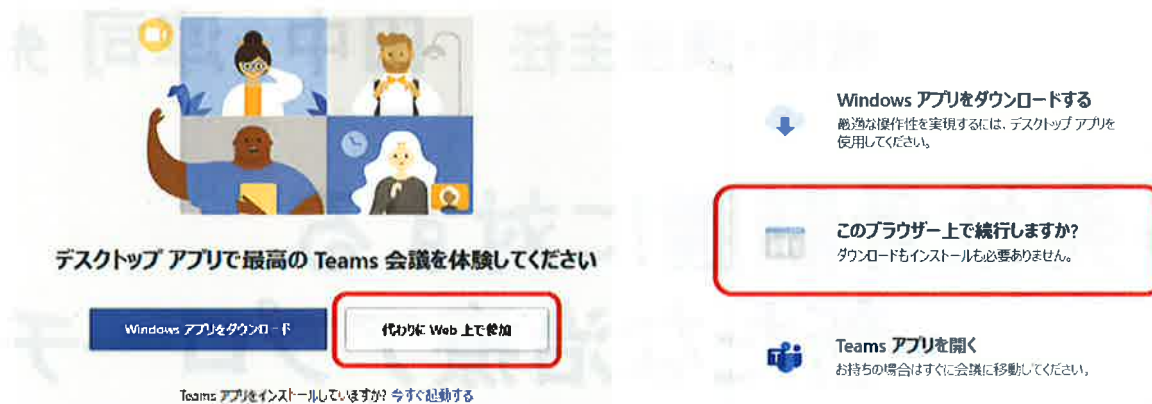 デスクトップ アプリで最高の Teams 会議を体験してください
Windows アプリをダウンロード
代わりに Web 上で参加
Teams アプリをインストールしていますか? 今すぐ起動する
Windows アプリをダウンロードする
最適な操作性を実現するには、デスクトップ アプリを
使用してください。
このブラウザー上で続行しますか?
ダウンロードもインストールも必要ありません。
Teams アプリを開く
お持ちの場合はすぐに会議に移動してください。